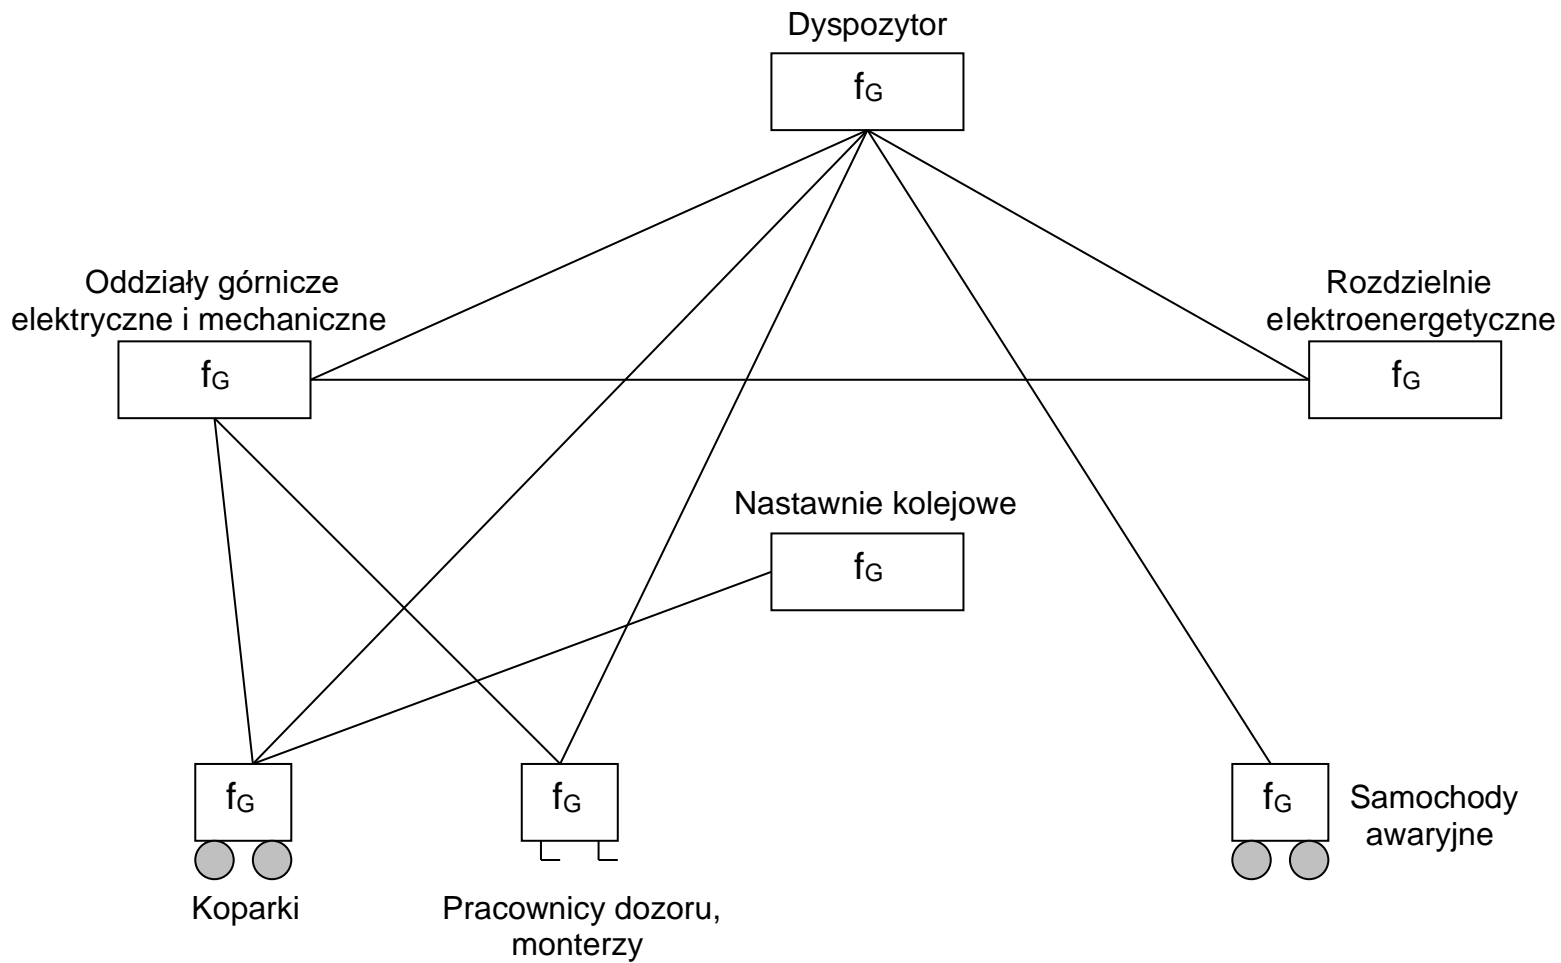 Dyspozytor
fG
Oddziały górnicze
elektryczne i mechaniczne
fG
Rozdzielnie
elektroenergetyczne
fG
Nastawnie kolejowe
fG
fG
Koparki
fG
Pracownicy dozoru,
monterzy
fG
Samochody
awaryjne